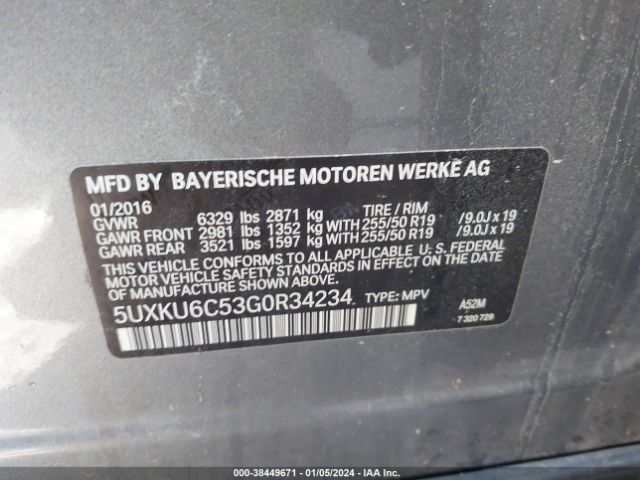 MFD BY BAYERISCHE MOTOREN WERKE AG
01/2016 TIRE / RIM
GVWR 6329 lbs 2871 kg
GAWR FRONT 2981 lbs 1352 kg WITH 255/50 R19 /9.0J x 19
GAWR REAR 3521 lbs 1597 kg WITH 255/50 R19 /9.0J x 19
THIS VEHICLE CONFORMS TO ALL APPLICABLE U. S. FEDERAL
MOTOR VEHICLE SAFETY STANDARDS IN EFFECT ON THE DATE
OF MANUFACTURE SHOWN ABOVE.
5UXKU6C53G0R34234 TYPE: MPV A52M
7 320 729
000-38449671 - 01/05/2024 - IAA Inc.